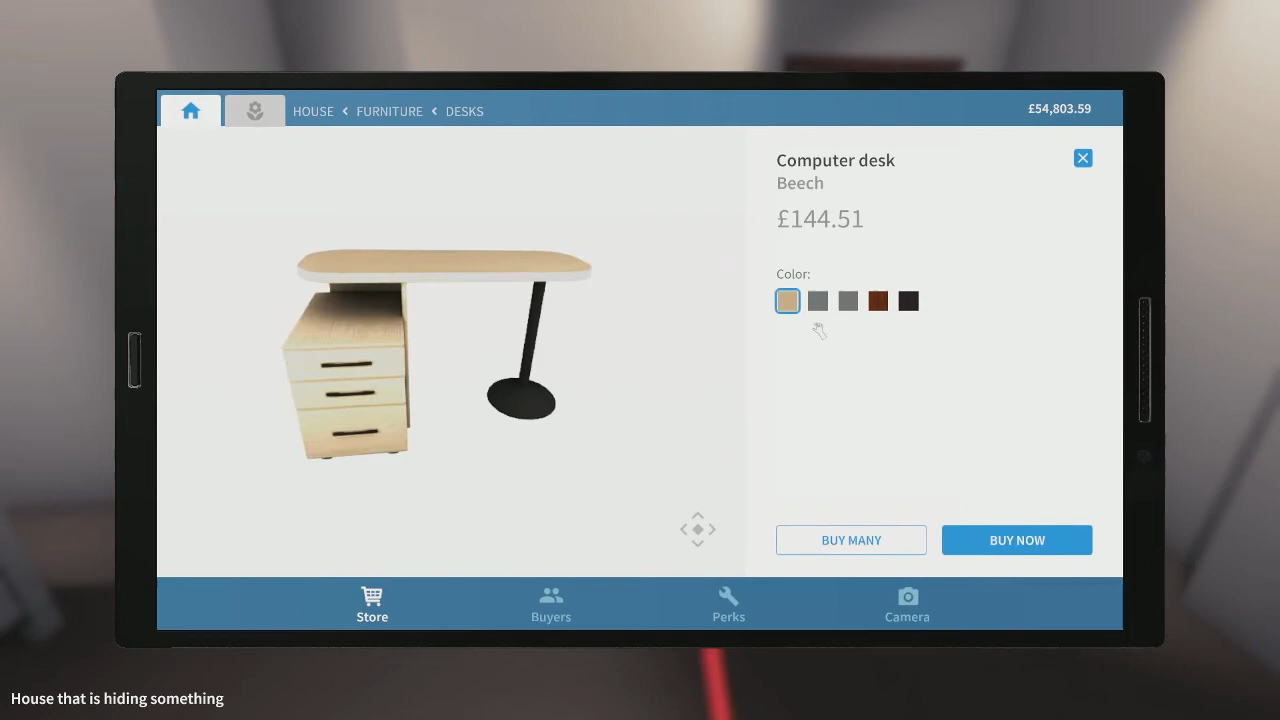 HOUSE < FURNITURE < DESKS
£54,803.59
Computer desk
Beech
£144.51
Color:
BUY MANY
BUY NOW
Store
Buyers
Perks
Camera
House that is hiding something